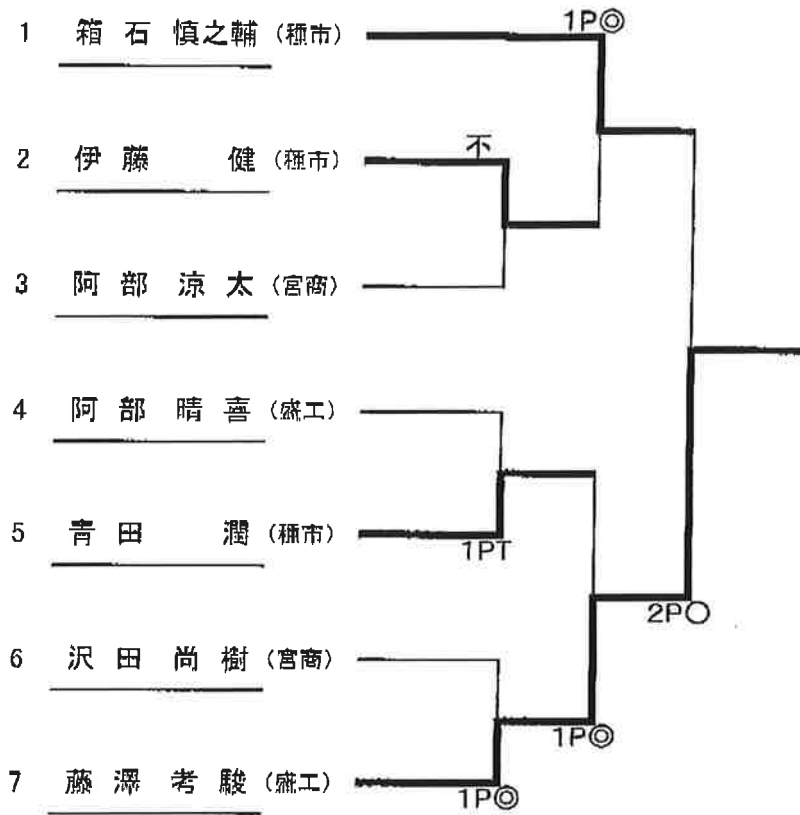 1 箱石 慎之輔 (種市)
1P◎
2 伊藤 健 (種市)
不
3 阿部 涼太 (宮商)
4 阿部 晴喜 (盛工)
5 青田 潤 (種市)
1PT
2P○
6 沢田 尚樹 (宮商)
1P◎
7 藤澤 考駿 (盛工)
1P◎